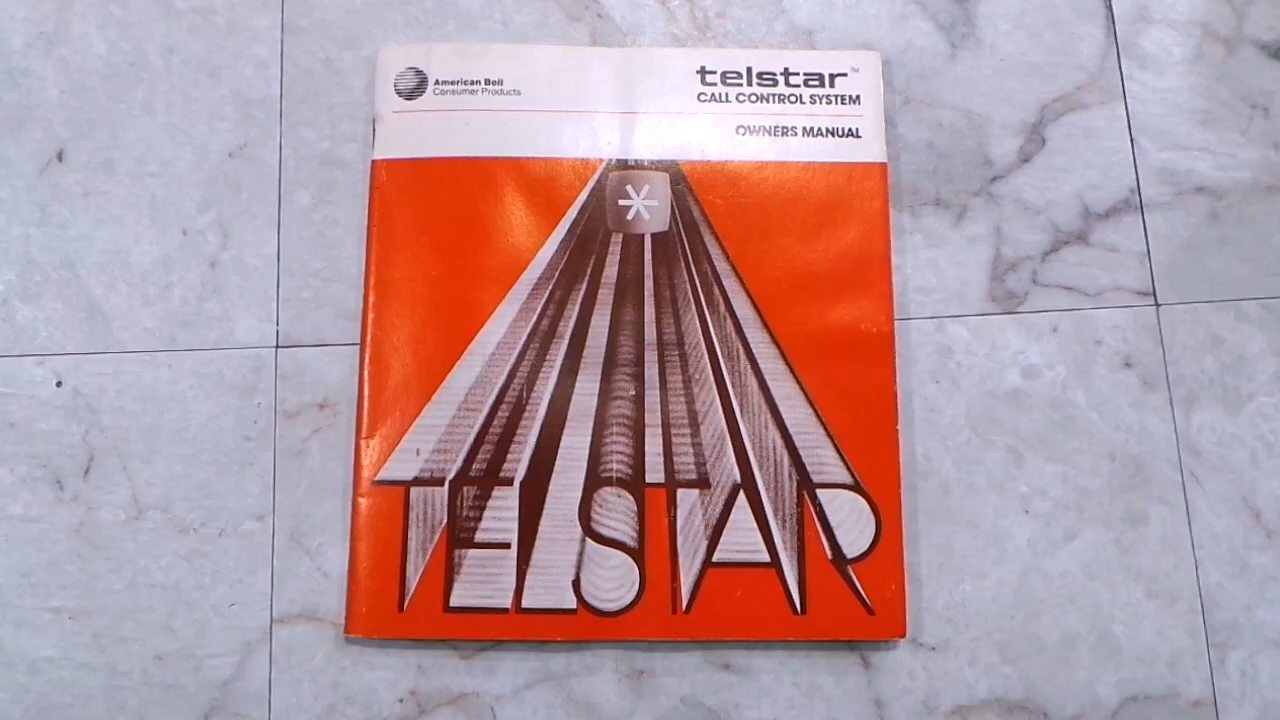 American Bell
Consumer Products
telstar™
CALL CONTROL SYSTEM
OWNERS MANUAL
*
TELSTAR